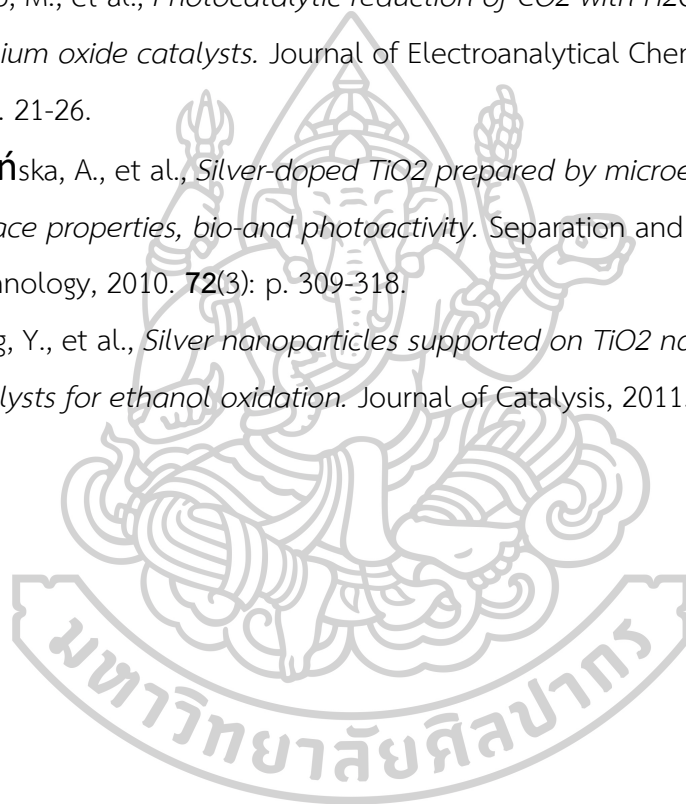 M., et al., Photocatalytic reduction of CO2 with H2O
ium oxide catalysts. Journal of Electroanalytical Chem
. 21-26.
ńska, A., et al., Silver-doped TiO2 prepared by microe
ace properties, bio-and photoactivity. Separation and
hnology, 2010. 72(3): p. 309-318.
g, Y., et al., Silver nanoparticles supported on TiO2 na
lysts for ethanol oxidation. Journal of Catalysis, 2011.
มหาวิทยาลัยศิลปากร